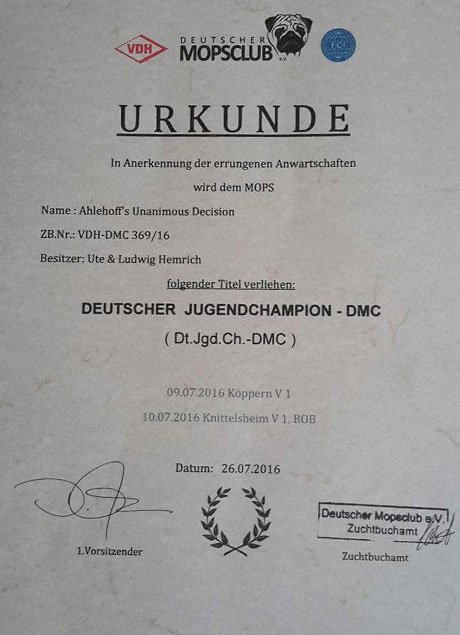 VDH
DEUTSCHER
MOPSCLUB
e.V.
FCI
URKUNDE
In Anerkennung der errungenen Anwartschaften
wird dem MOPS
Name : Ahlehoff's Unanimous Decision
ZB.Nr.: VDH-DMC 369/16
Besitzer: Ute & Ludwig Hemrich
folgender Titel verliehen:
DEUTSCHER JUGENDCHAMPION - DMC
( Dt.Jgd.Ch.-DMC )
09.07.2016 Köppern V 1
10.07.2016 Knittelsheim V 1, BOB
Datum: 26.07.2016
1.Vorsitzender
Deutscher Mopsclub e.V.
Zuchtbuchamt
Zuchtbuchamt